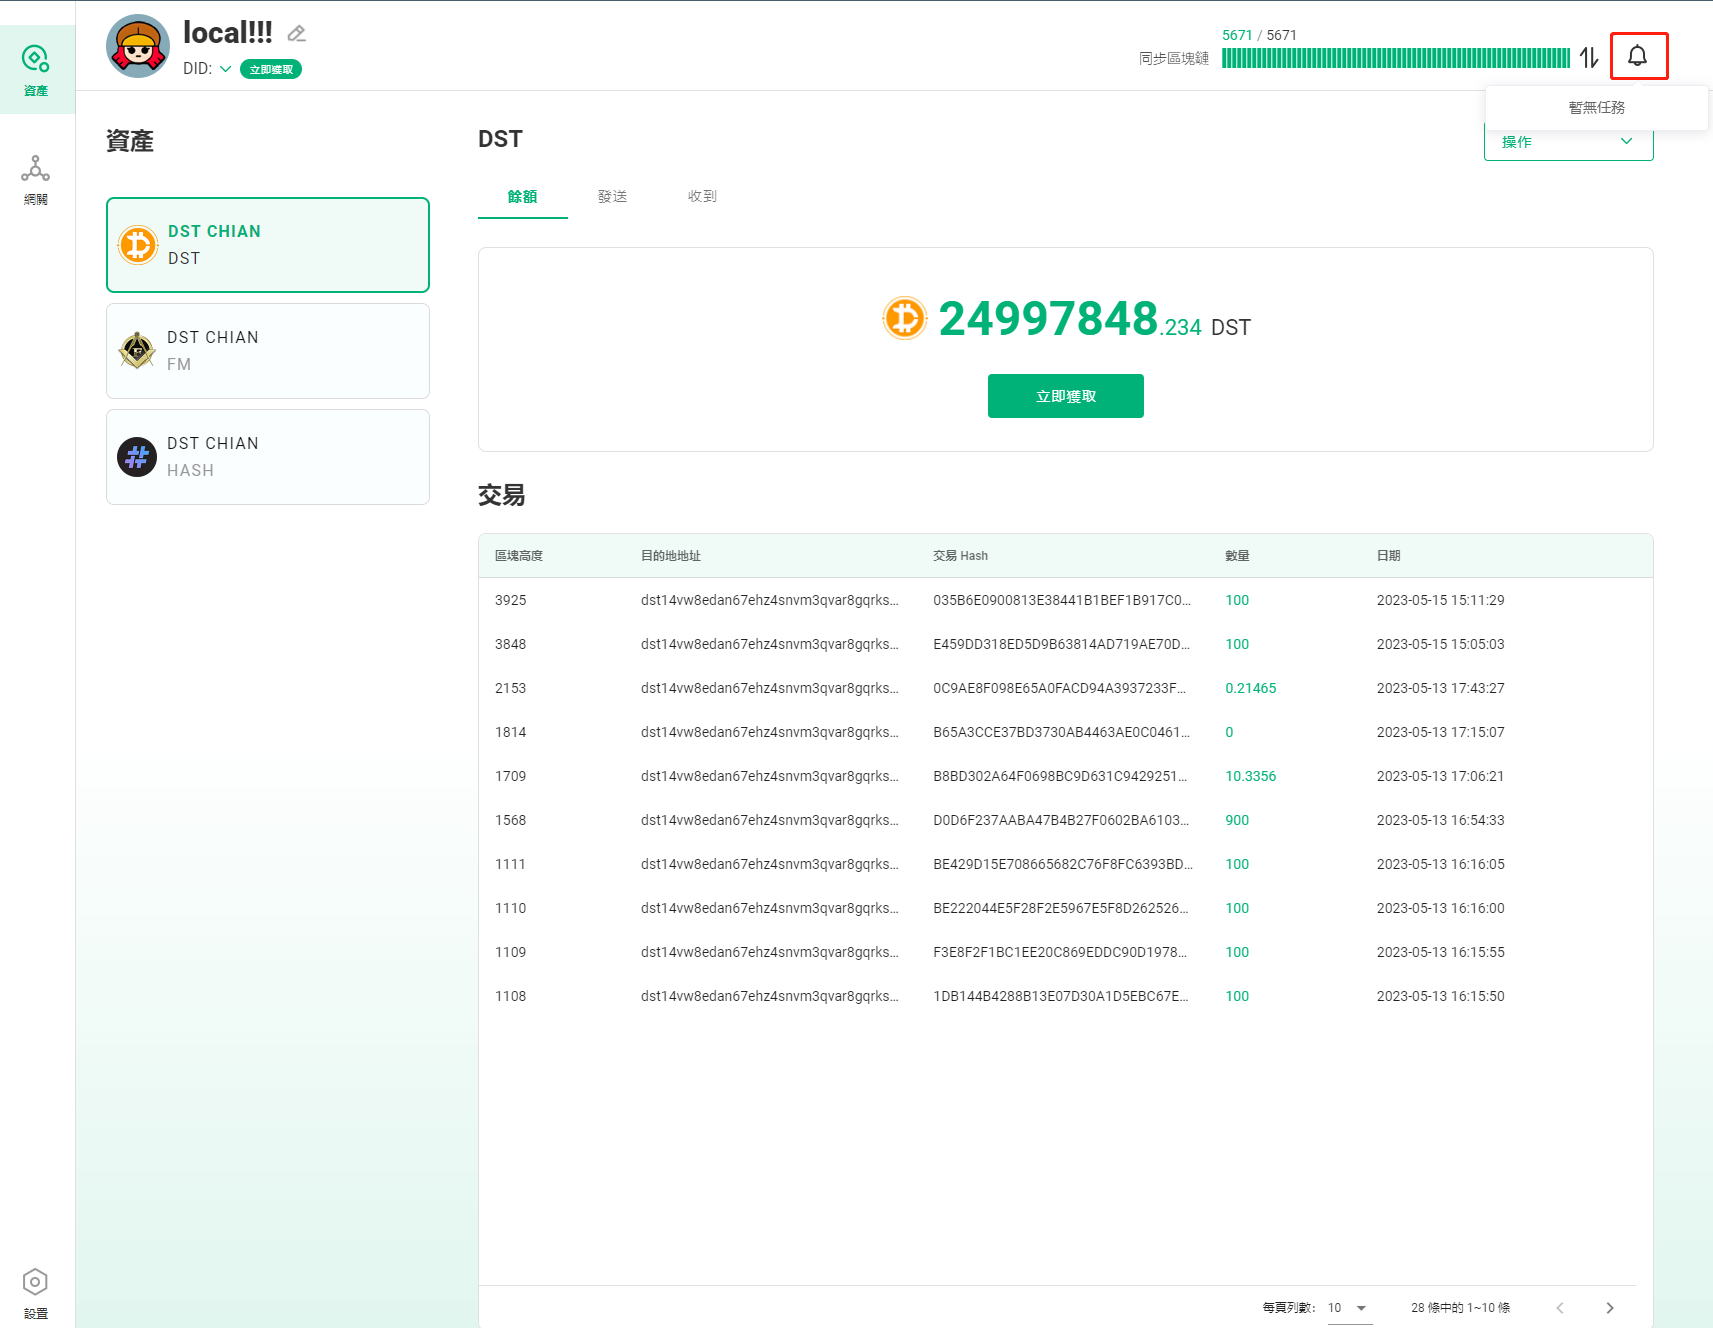 local!!!
DID: 立即獲取
5671 / 5671
同步區塊鏈
暫無任務
資產
網關
設置
資產
DST CHIAN
DST
DST CHIAN
FM
DST CHIAN
HASH
DST
操作
餘額 發送 收到
24997848.234 DST
立即獲取
交易
區塊高度 目的地地址 交易 Hash 數量 日期
3925 dst14vw8edan67ehz4snvm3qvar8gqrks... 035B6E0900813E38441B1BEF1B917C0... 100 2023-05-15 15:11:29
3848 dst14vw8edan67ehz4snvm3qvar8gqrks... E459DD318ED5D9B63814AD719AE70D... 100 2023-05-15 15:05:03
2153 dst14vw8edan67ehz4snvm3qvar8gqrks... 0C9AE8F098E65A0FACD94A3937233F... 0.21465 2023-05-13 17:43:27
1814 dst14vw8edan67ehz4snvm3qvar8gqrks... B65A3CCE37BD3730AB4463AE0C0461... 0 2023-05-13 17:15:07
1709 dst14vw8edan67ehz4snvm3qvar8gqrks... B8BD302A64F0698BC9D631C9429251... 10.3356 2023-05-13 17:06:21
1568 dst14vw8edan67ehz4snvm3qvar8gqrks... D0D6F237AABA47B4B27F0602BA6103... 900 2023-05-13 16:54:33
1111 dst14vw8edan67ehz4snvm3qvar8gqrks... BE429D15E708665682C76F8FC6393BD... 100 2023-05-13 16:16:05
1110 dst14vw8edan67ehz4snvm3qvar8gqrks... BE222044E5F28F2E5967E5F8D262526... 100 2023-05-13 16:16:00
1109 dst14vw8edan67ehz4snvm3qvar8gqrks... F3E8F2F1BC1EE20C869EDDC90D1978... 100 2023-05-13 16:15:55
1108 dst14vw8edan67ehz4snvm3qvar8gqrks... 1DB144B4288B13E07D30A1D5EBC67E... 100 2023-05-13 16:15:50
每頁列數: 10 28 條中的 1~10 條